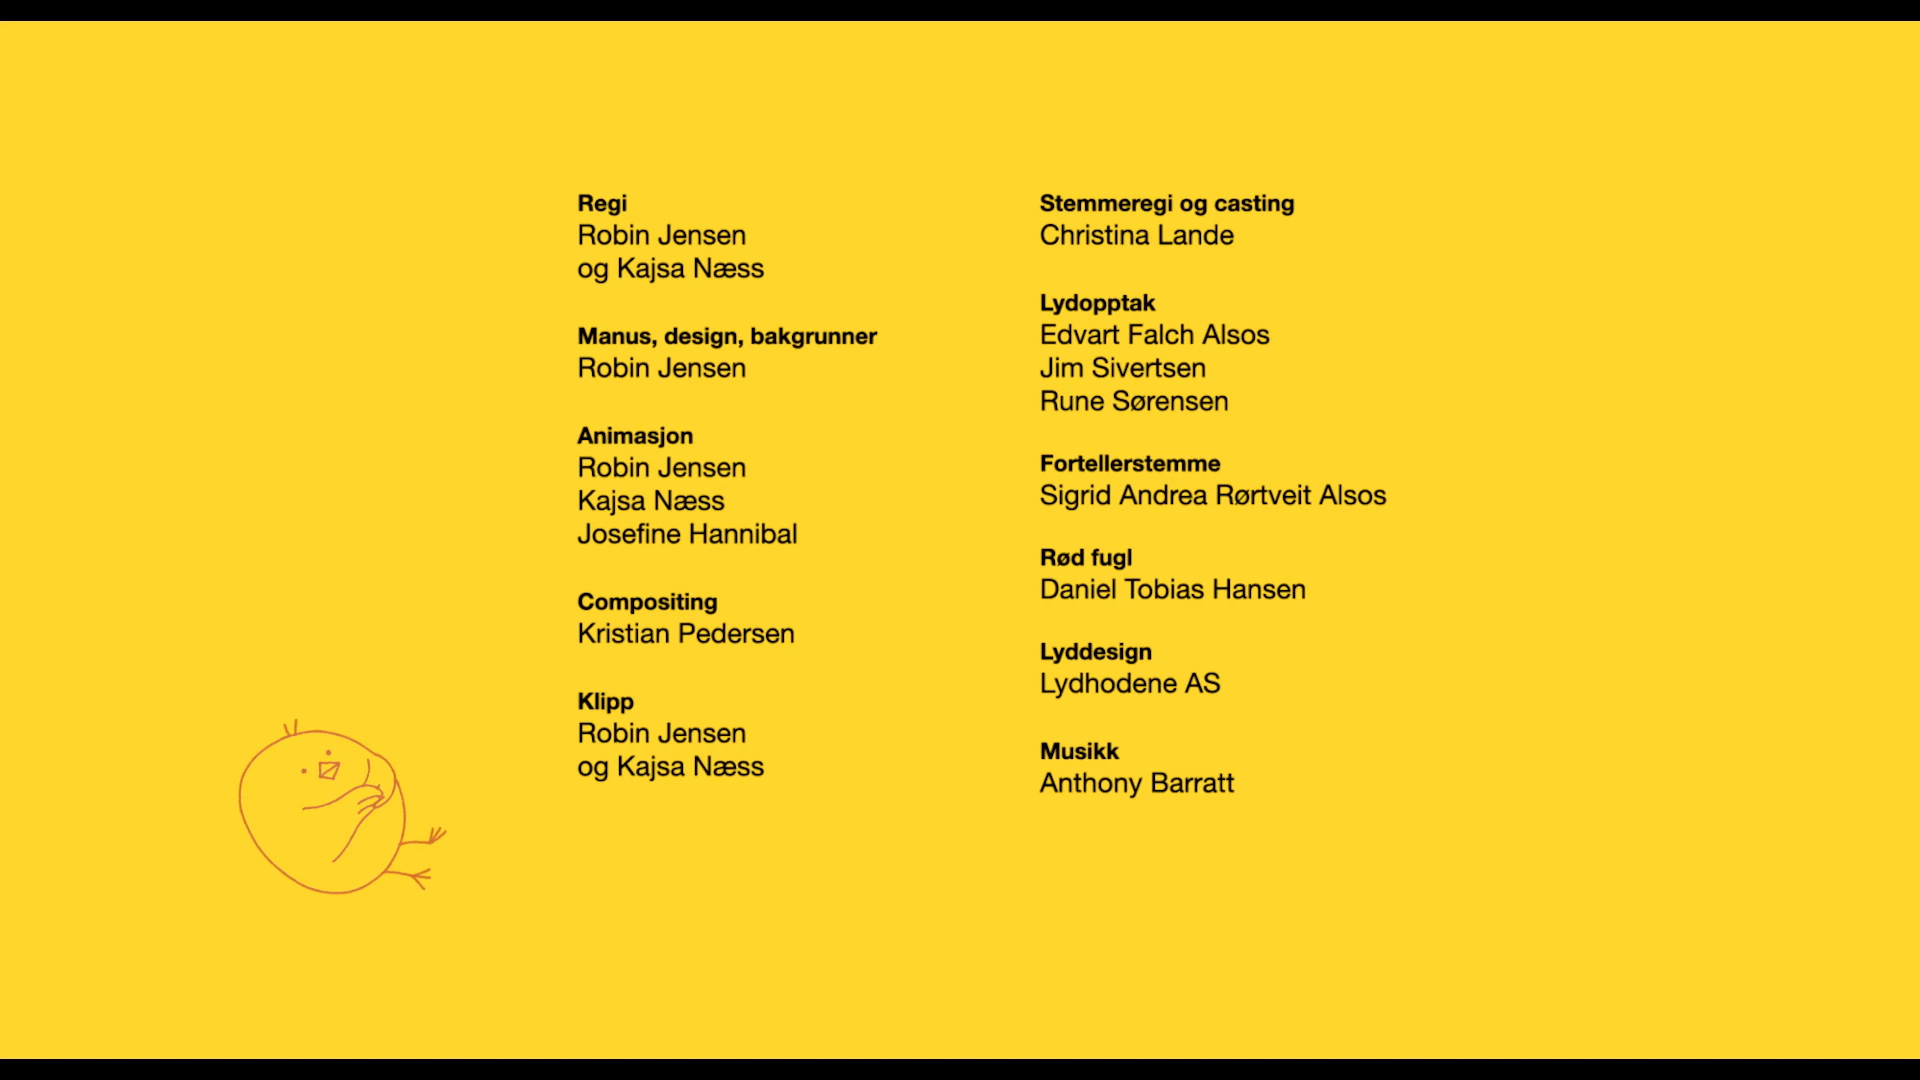 Regi
Robin Jensen
og Kajsa Næss
Manus, design, bakgrunner
Robin Jensen
Animasjon
Robin Jensen
Kajsa Næss
Josefine Hannibal
Compositing
Kristian Pedersen
Klipp
Robin Jensen
og Kajsa Næss
Stemmeregi og casting
Christina Lande
Lydopptak
Edvart Falch Alsos
Jim Sivertsen
Rune Sørensen
Fortellerstemme
Sigrid Andrea Rørtveit Alsos
Rød fugl
Daniel Tobias Hansen
Lyddesign
Lydhodene AS
Musikk
Anthony Barratt